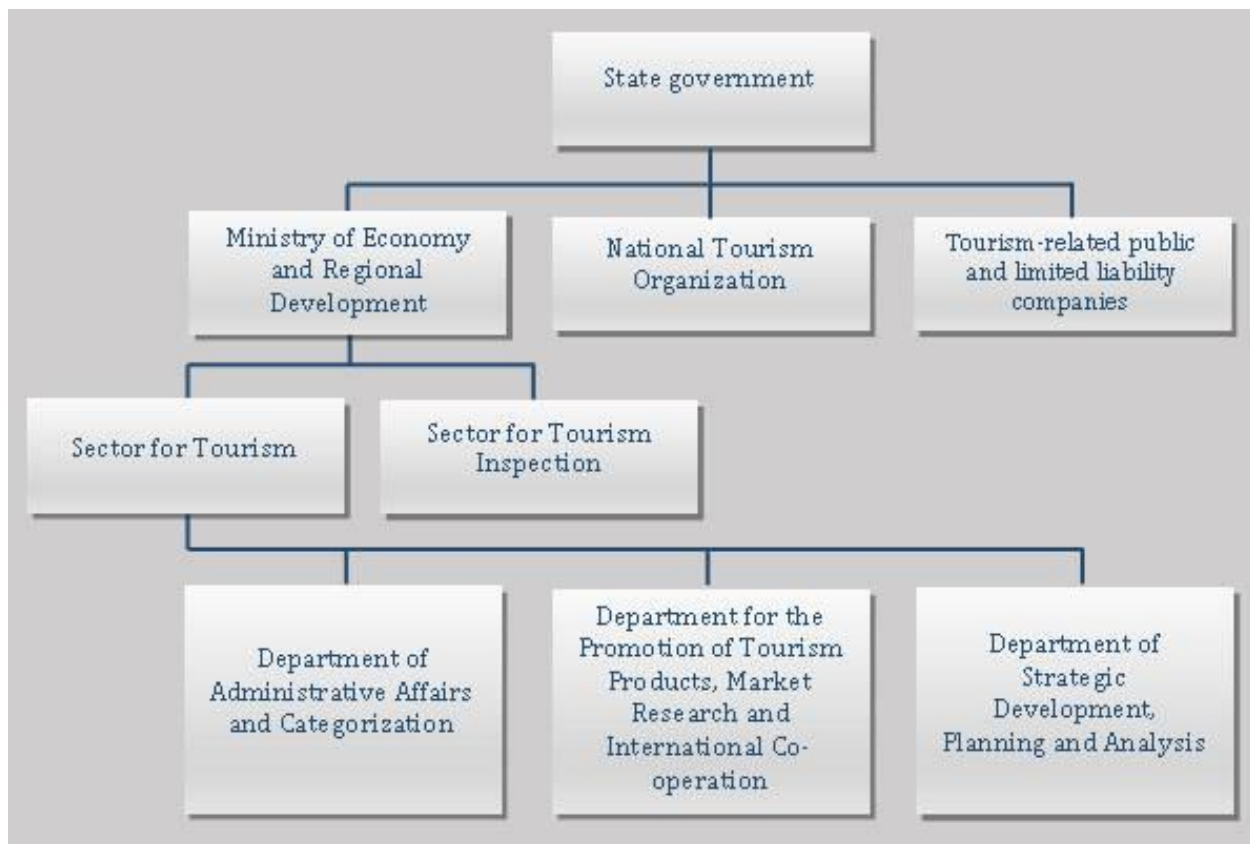 State government
Ministry of Economy
and Regional
Development
National Tourism
Organization
Tourism-related public
and limited liability
companies
Sector for Tourism
Sector for Tourism
Inspection
Department of
Administrative Affairs
and Categorization
Department for the
Promotion of Tourism
Products, Market
Research and
International Co-
operation
Department of
Strategic
Development,
Planning and Analysis